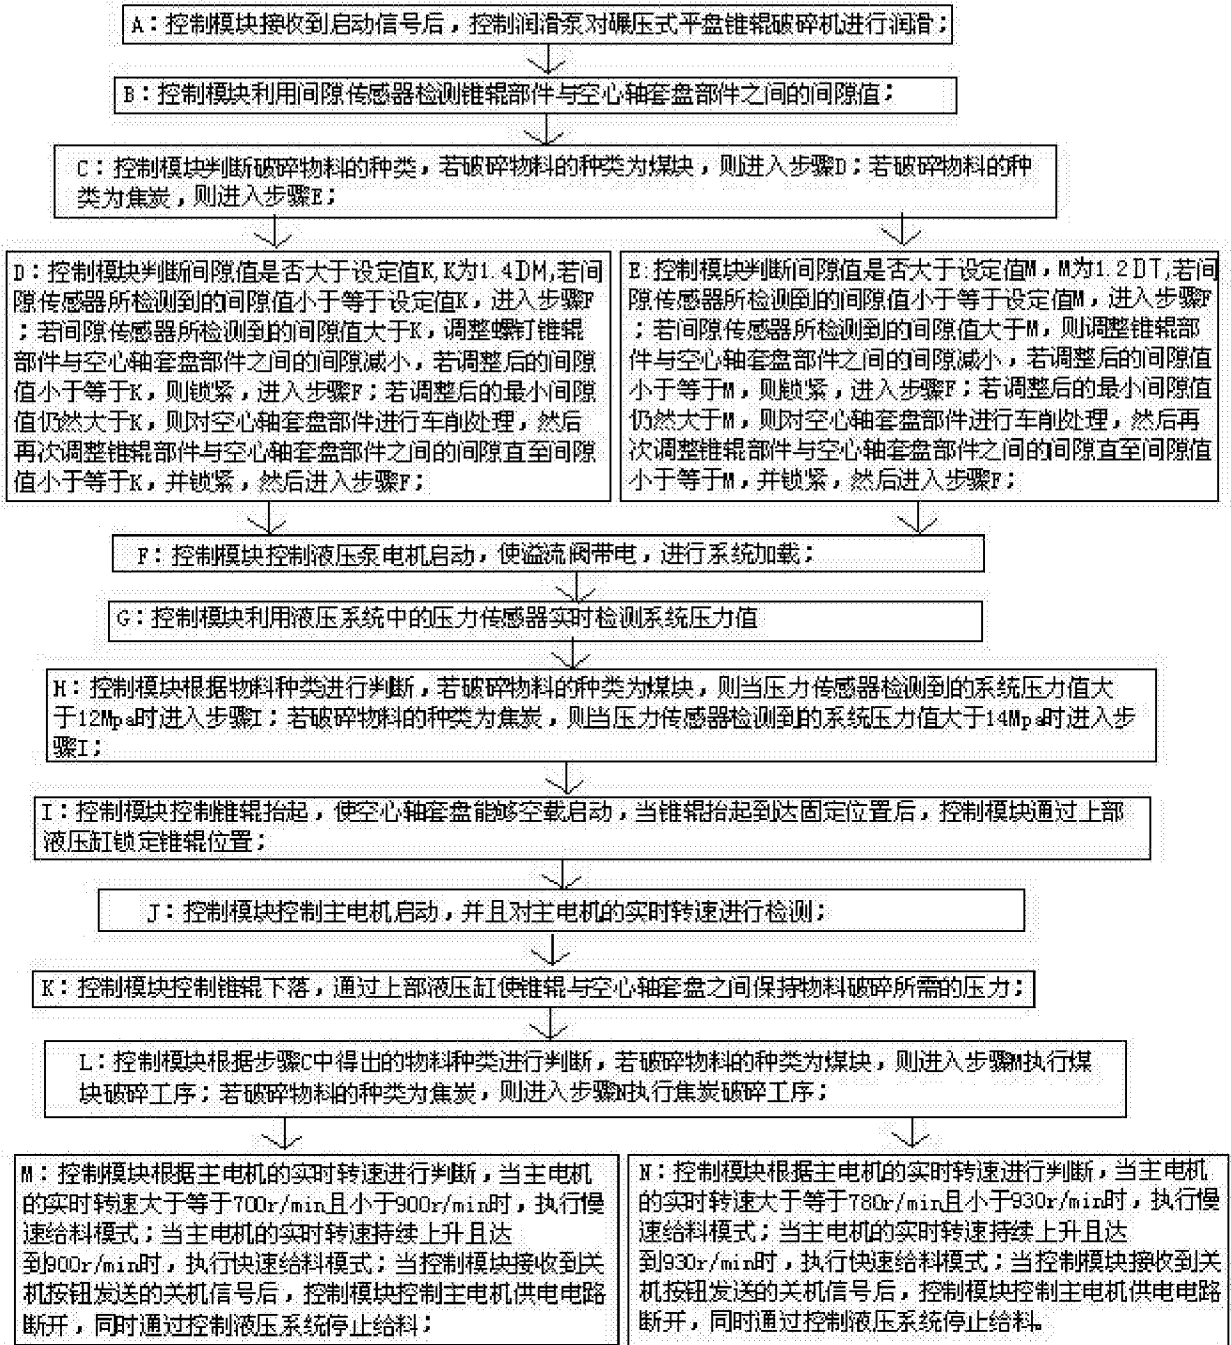 A：控制模块接收到启动信号后，控制润滑泵对碾压式平盘锥辊破碎机进行润滑；
B：控制模块利用间隙传感器检测锥辊部件与空心轴套盘部件之间的间隙值；
C：控制模块判断破碎物料的种类，若破碎物料的种类为煤块，则进入步骤D；若破碎物料的种
类为焦炭，则进入步骤E；
D：控制模块判断间隙值是否大于设定值K,K为1.4DM,若间
隙传感器所检测到的间隙值小于等于设定值K，进入步骤F
；若间隙传感器所检测到的间隙值大于K，调整螺钉锥辊
部件与空心轴套盘部件之间的间隙减小，若调整后的间隙
值小于等于K，则锁紧，进入步骤F；若调整后的最小间隙
值仍然大于K，则对空心轴套盘部件进行车削处理，然后
再次调整锥辊部件与空心轴套盘部件之间的间隙直至间隙
值小于等于K，并锁紧，然后进入步骤F；
E:控制模块判断间隙值是否大于设定值M，M为1.2DT,若间
隙传感器所检测到的间隙值小于等于设定值M，进入步骤F
；若间隙传感器所检测到的间隙值大于M，则调整锥辊部
件与空心轴套盘部件之间的间隙减小，若调整后的间隙值
小于等于M，则锁紧，进入步骤F；若调整后的最小间隙值
仍然大于M，则对空心轴套盘部件进行车削处理，然后再
次调整锥辊部件与空心轴套盘部件之间的间隙直至间隙值
小于等于M，并锁紧，然后进入步骤F；
F：控制模块控制液压泵电机启动，使溢流阀带电，进行系统加载；
G：控制模块利用液压系统中的压力传感器实时检测系统压力值
H：控制模块根据物料种类进行判断，若破碎物料的种类为煤块，则当压力传感器检测到的系统压力值大
于12Mpa时进入步骤I；若破碎物料的种类为焦炭，则当压力传感器检测到的系统压力值大于14Mpa时进入步
骤I；
I：控制模块控制锥辊抬起，使空心轴套盘能够空载启动，当锥辊抬起到达固定位置后，控制模块通过上部
液压缸锁定锥辊位置；
J：控制模块控制主电机启动，并且对主电机的实时转速进行检测；
K：控制模块控制锥辊下落，通过上部液压缸使锥辊与空心轴套盘之间保持物料破碎所需的压力；
L：控制模块根据步骤C中得出的物料种类进行判断，若破碎物料的种类为煤块，则进入步骤M执行煤
块破碎工序；若破碎物料的种类为焦炭，则进入步骤N执行焦炭破碎工序；
M：控制模块根据主电机的实时转速进行判断，当主电机
的实时转速大于等于700r/min且小于900r/min时，执行慢
速给料模式；当主电机的实时转速持续上升且达
到900r/min时，执行快速给料模式；当控制模块接收到关
机按钮发送的关机信号后，控制模块控制主电机供电电路
断开，同时通过控制液压系统停止给料；
N：控制模块根据主电机的实时转速进行判断，当主电机
的实时转速大于等于780r/min且小于930r/min时，执行慢
速给料模式；当主电机的实时转速持续上升且达
到930r/min时，执行快速给料模式；当控制模块接收到关
机按钮发送的关机信号后，控制模块控制主电机供电电路
断开，同时通过控制液压系统停止给料。